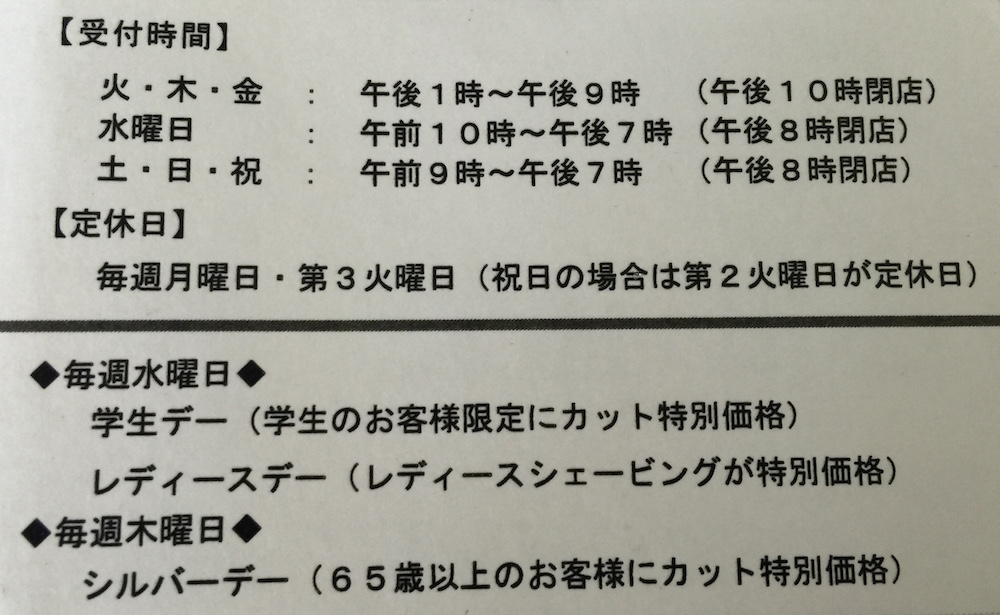 【受付時間】
火・木・金 ： 午後１時～午後９時 （午後１０時閉店）
水曜日 ： 午前１０時～午後７時 （午後８時閉店）
土・日・祝 ： 午前９時～午後７時 （午後８時閉店）
【定休日】
毎週月曜日・第３火曜日（祝日の場合は第２火曜日が定休日）
◆毎週水曜日◆
学生デー（学生のお客様限定にカット特別価格）
レディースデー（レディースシェービングが特別価格）
◆毎週木曜日◆
シルバーデー（６５歳以上のお客様にカット特別価格）